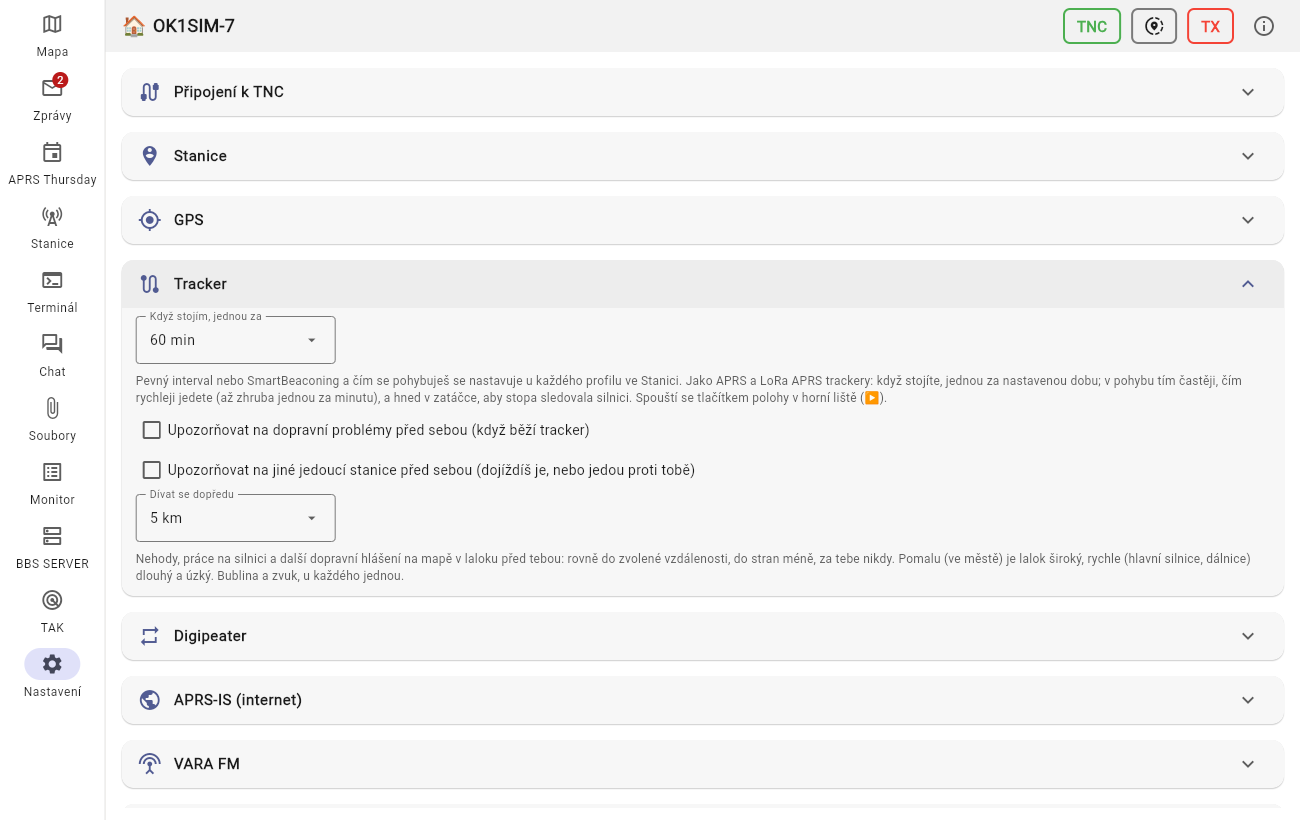 OK1SIM-7
TNC
TX
Mapa
2
Zprávy
APRS Thursday
Stanice
Terminál
Chat
Soubory
Monitor
BBS SERVER
TAK
Nastavení
Připojení k TNC
Stanice
GPS
Tracker
Když stojím, jednou za
60 min
Pevný interval nebo SmartBeaconing a čím se pohybuješ se nastavuje u každého profilu ve Stanici. Jako APRS a LoRa APRS trackery: když stojíte, jednou za nastavenou dobu; v pohybu tím častěji, čím
rychleji jedete (až zhruba jednou za minutu), a hned v zatáčce, aby stopa sledovala silnici. Spouští se tlačítkem polohy v horní liště (▶️).
Upozorňovat na dopravní problémy před sebou (když běží tracker)
Upozorňovat na jiné jedoucí stanice před sebou (dojíždíš je, nebo jedou proti tobě)
Dívat se dopředu
5 km
Nehody, práce na silnici a další dopravní hlášení na mapě v laloku před tebou: rovně do zvolené vzdálenosti, do stran méně, za tebe nikdy. Pomalu (ve městě) je lalok široký, rychle (hlavní silnice, dálnice)
dlouhý a úzký. Bublina a zvuk, u každého jednou.
Digipeater
APRS-IS (internet)
VARA FM